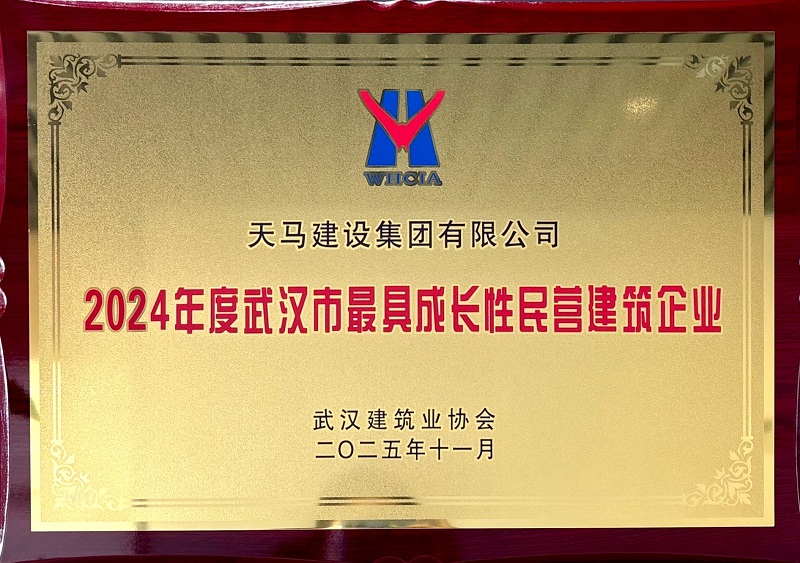 WHCIA
天马建设集团有限公司
2024年度武汉市最具成长性民营建筑企业
武汉建筑业协会
二〇二五年十一月